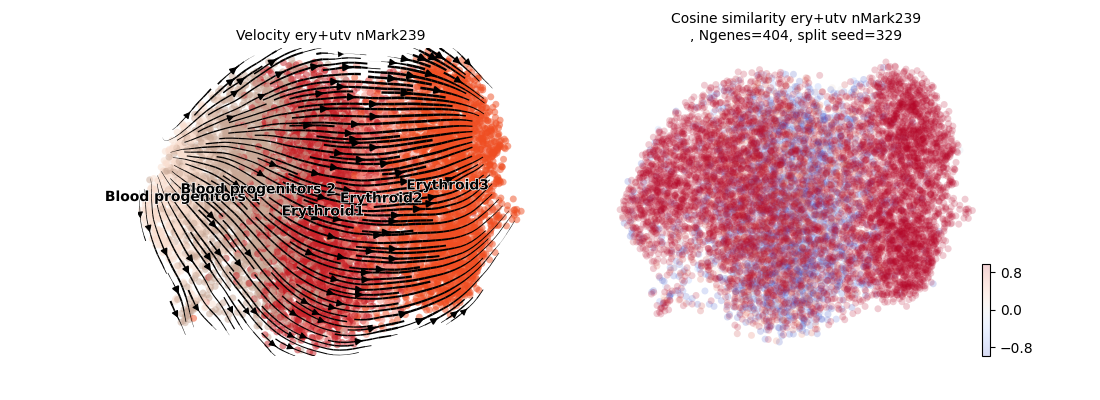 Velocity ery+utv nMark239
Blood progenitors 1
Blood progenitors 2
Erythroid1
Erythroid2
Erythroid3
Cosine similarity ery+utv nMark239
, Ngenes=404, split seed=329
0.8
0.0
−0.8